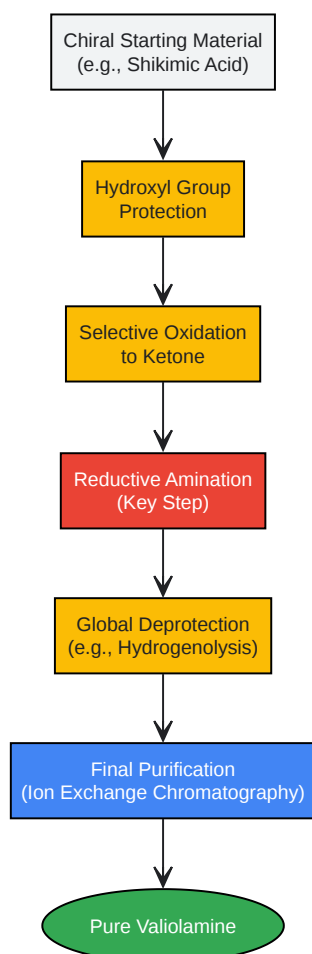 Chiral Starting Material
(e.g., Shikimic Acid)
Hydroxyl Group
Protection
Selective Oxidation
to Ketone
Reductive Amination
(Key Step)
Global Deprotection
(e.g., Hydrogenolysis)
Final Purification
(Ion Exchange Chromatography)
Pure Valiolamine